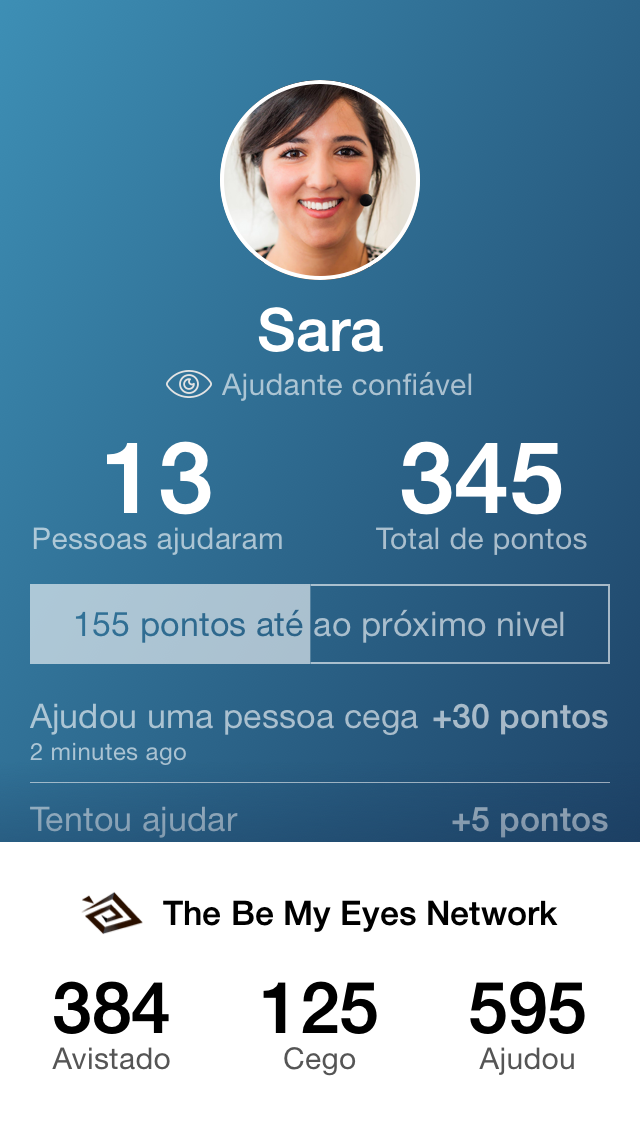 Sara
Ajudante confiável
13 345
Pessoas ajudaram Total de pontos
155 pontos até ao próximo nivel
Ajudou uma pessoa cega +30 pontos
2 minutes ago
Tentou ajudar +5 pontos
The Be My Eyes Network
384 125 595
Avistado Cego Ajudou